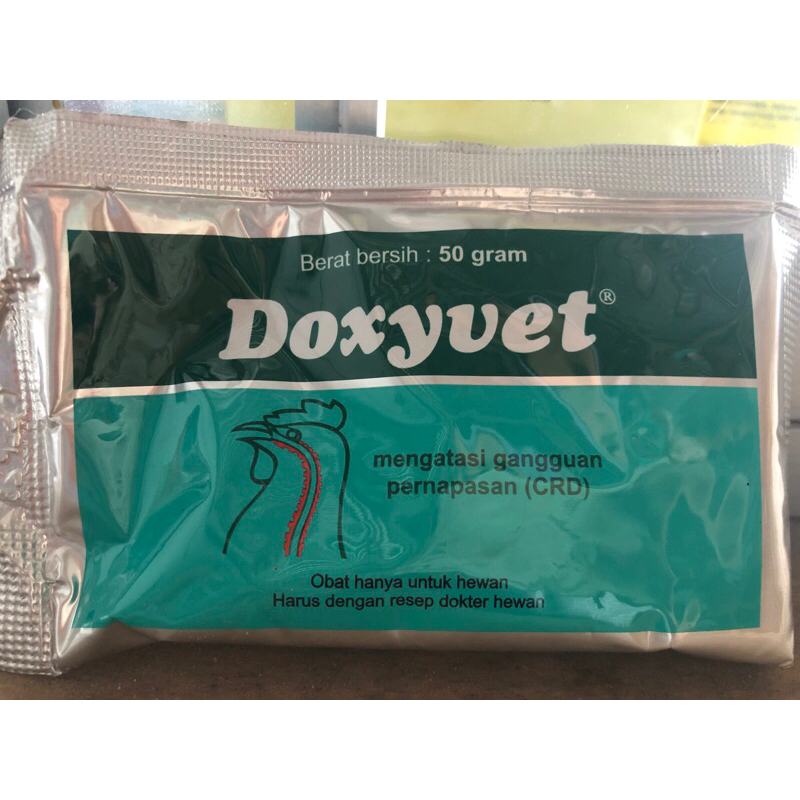 Berat bersih : 50 gram
Doxyvet®
mengatasi gangguan
pernapasan (CRD)
Obat hanya untuk hewan
Harus dengan resep dokter hewan